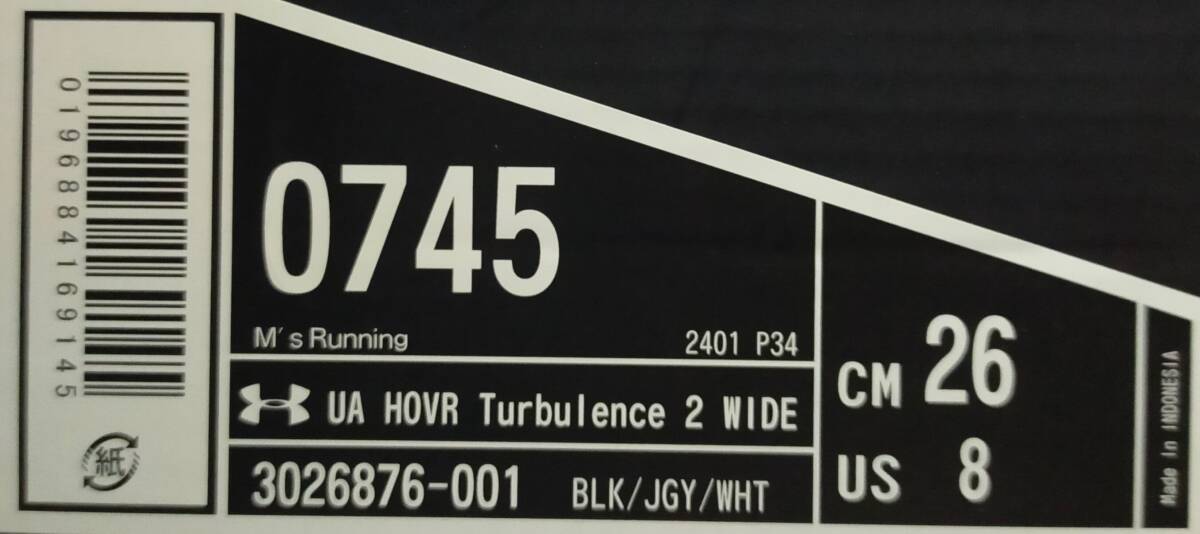 0196884169145
紙
0745
M's Running
2401 P34
UA HOVR Turbulence 2 WIDE
3026876-001 BLK/JGY/WHT
CM 26
US 8
Made In INDONESIA